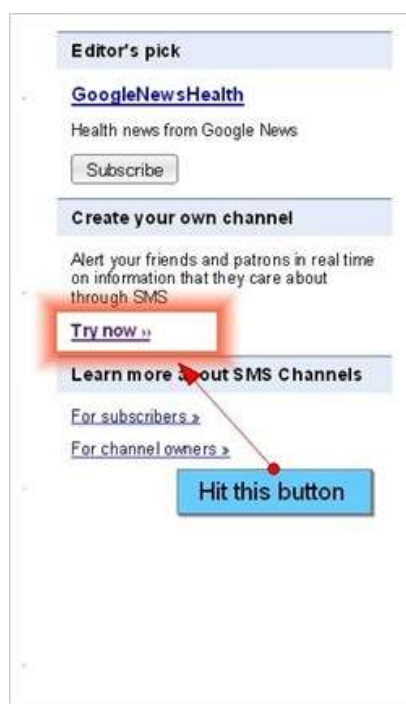 Editor's pick
GoogleNewsHealth
Health news from Google News
Subscribe
Create your own channel
Alert your friends and patrons in real time
on information that they care about
through SMS
Try now »
Learn more about SMS Channels
For subscribers »
For channel owners »
Hit this button